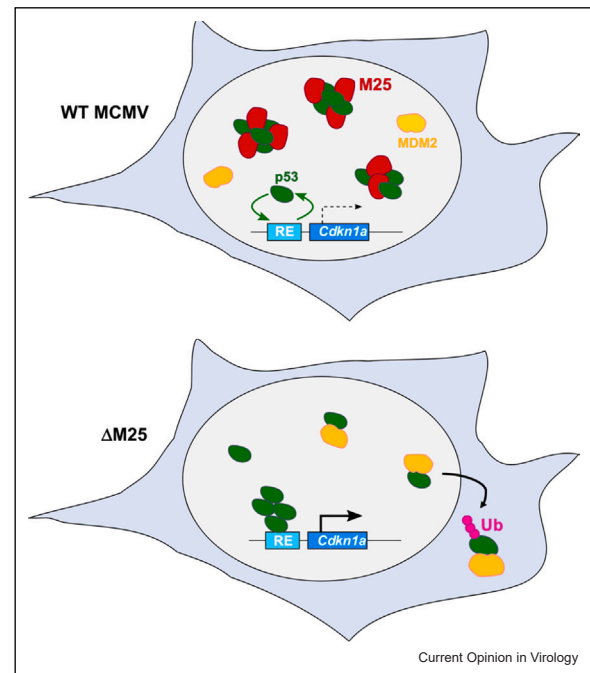 WT MCMV
M25
MDM2
p53
RE
Cdkn1a
ΔM25
RE
Cdkn1a
Ub
Current Opinion in Virology